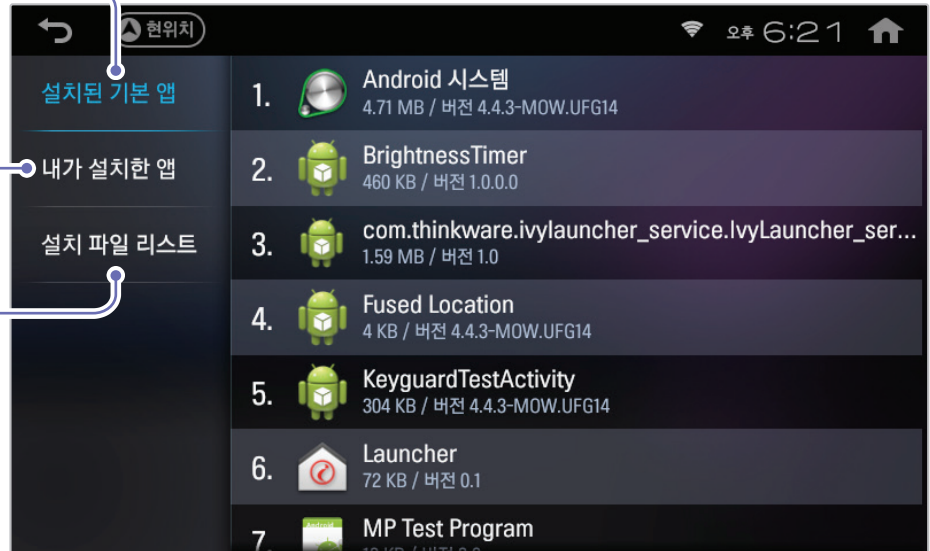 현위치
오후 6:21
설치된 기본 앱
내가 설치한 앱
설치 파일 리스트
1. Android 시스템
4.71 MB / 버전 4.4.3-MOW.UFG14
2. BrightnessTimer
460 KB / 버전 1.0.0.0
3. com.thinkware.ivylauncher_service.IvyLauncher_ser...
1.59 MB / 버전 1.0
4. Fused Location
4 KB / 버전 4.4.3-MOW.UFG14
5. KeyguardTestActivity
304 KB / 버전 4.4.3-MOW.UFG14
6. Launcher
72 KB / 버전 0.1
7. MP Test Program